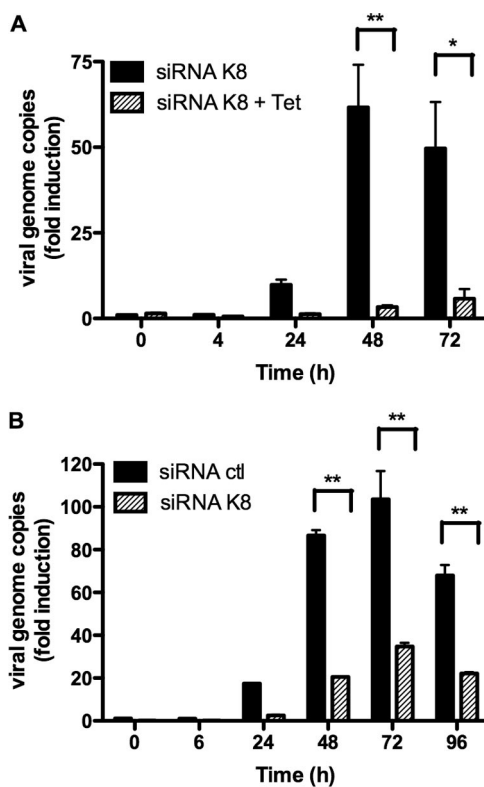 A
**
*
75
siRNA K8
siRNA K8 + Tet
50
25
0
viral genome copies
(fold induction)
0 4 24 48 72
Time (h)
B
**
**
**
120
siRNA ctl
100
siRNA K8
80
60
40
20
0
viral genome copies
(fold induction)
0 6 24 48 72 96
Time (h)